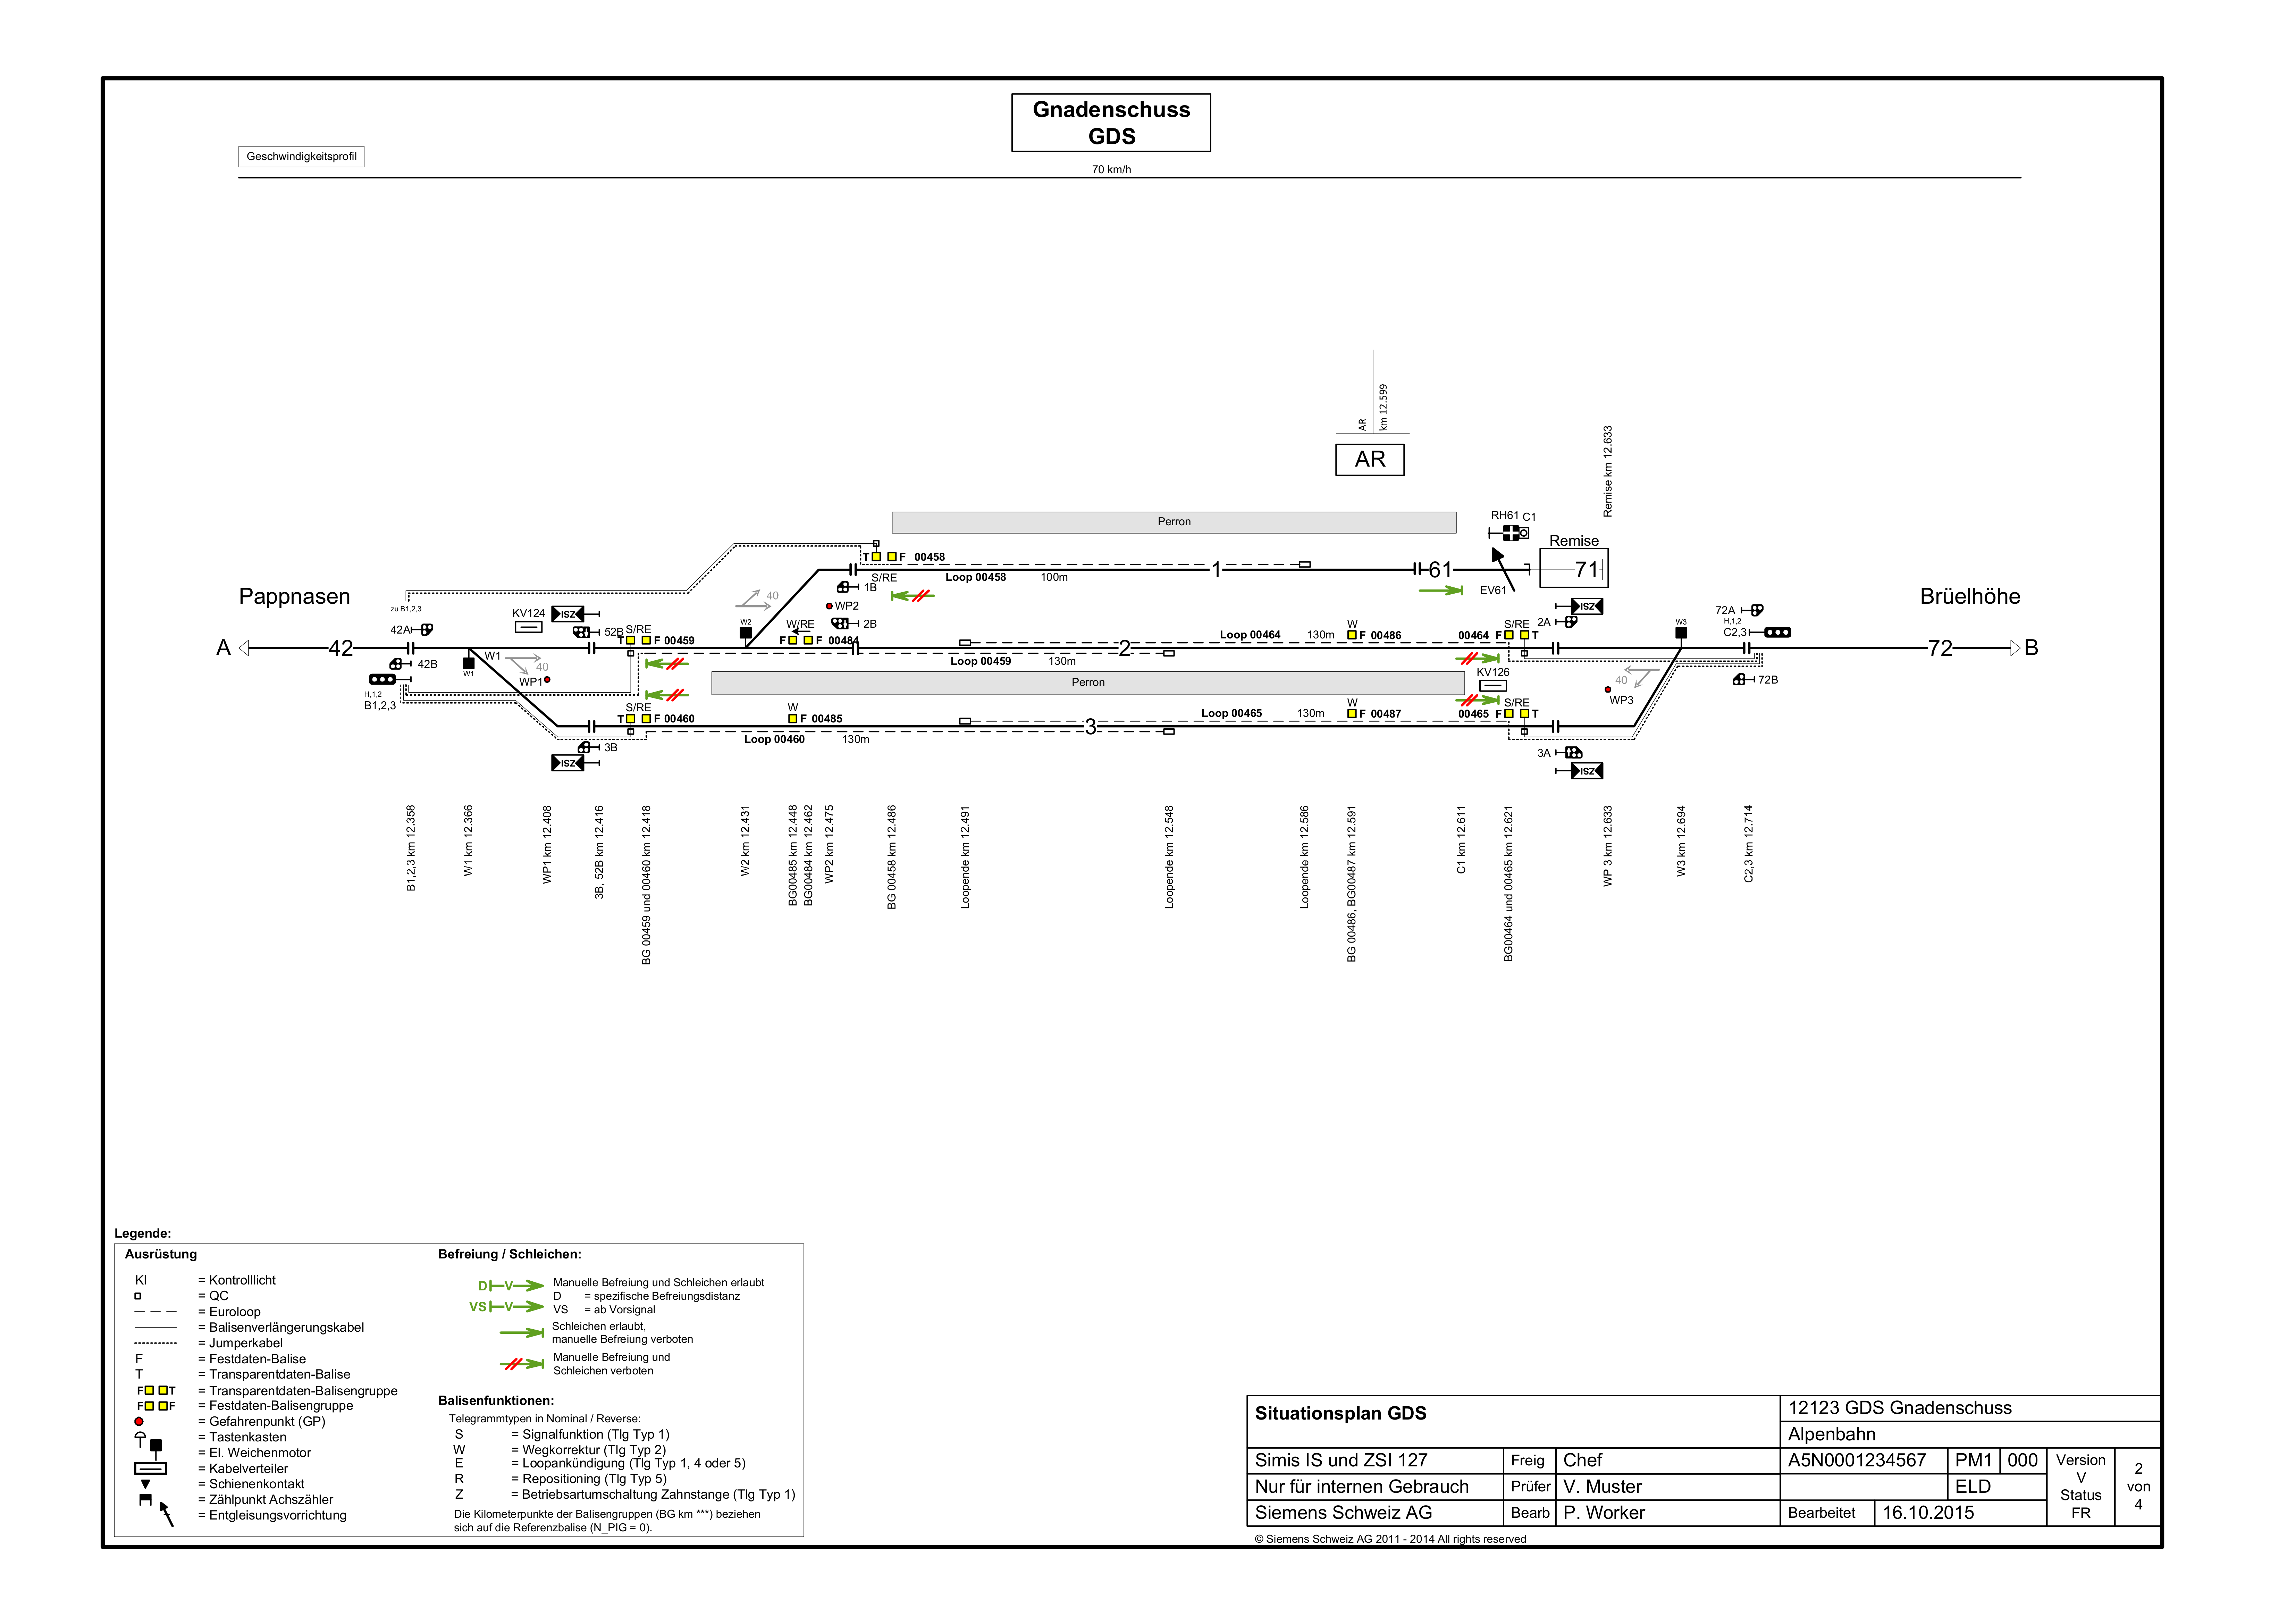 Gnadenschuss
GDS
Geschwindigkeitsprofil
70 km/h
AR
km 12.599
AR
Remise km 12.633
Perron
RH61 C1
Remise
T F 00458
S/RE
Loop 00458 100m
1
61
71
EV61
Pappnasen
Brüelhöhe
zu B1,2,3
KV124
ISZ
40
1B
WP2
2B
ISZ
42A
52B
S/RE
T F 00459
W2
W/RE
F F 00484
Loop 00464 130m
W
F 00486
S/RE
00464 F T
2A
W3
72A
H,1,2
C2,3
A
42
2
72
B
42B
W1
W1
40
WP1
Loop 00459 130m
H,1,2
B1,2,3
Perron
KV126
40
WP3
72B
S/RE
T F 00460
W
F 00485
Loop 00465 130m
W
F 00487
S/RE
00465 F T
3
3B
Loop 00460 130m
3A
ISZ
ISZ
B1,2,3 km 12.358
W1 km 12.366
WP1 km 12.408
3B, 52B km 12.416
BG 00459 und 00460 km 12.418
W2 km 12.431
BG00485 km 12.448
BG00484 km 12.462
WP2 km 12.475
BG 00458 km 12.486
Loopende km 12.491
Loopende km 12.548
Loopende km 12.586
BG 00486, BG00487 km 12.591
C1 km 12.611
BG00464 und 00465 km 12.621
WP 3 km 12.633
W3 km 12.694
C2,3 km 12.714
Legende:
Ausrüstung
Kl = Kontrolllicht
= QC
= Euroloop
= Balisenverlängerungskabel
= Jumperkabel
F = Festdaten-Balise
T = Transparentdaten-Balise
F T = Transparentdaten-Balisengruppe
F F = Festdaten-Balisengruppe
= Gefahrenpunkt (GP)
= Tastenkasten
= El. Weichenmotor
= Kabelverteiler
= Schienenkontakt
= Zählpunkt Achszähler
= Entgleisungsvorrichtung
Befreiung / Schleichen:
D V Manuelle Befreiung und Schleichen erlaubt
D = spezifische Befreiungsdistanz
VS V VS = ab Vorsignal
Schleichen erlaubt,
manuelle Befreiung verboten
Manuelle Befreiung und
Schleichen verboten
Balisenfunktionen:
Telegrammtypen in Nominal / Reverse:
S = Signalfunktion (Tlg Typ 1)
W = Wegkorrektur (Tlg Typ 2)
E = Loopankündigung (Tlg Typ 1, 4 oder 5)
R = Repositioning (Tlg Typ 5)
Z = Betriebsartumschaltung Zahnstange (Tlg Typ 1)
Die Kilometerpunkte der Balisengruppen (BG km ***) beziehen
sich auf die Referenzbalise (N_PIG = 0).
Situationsplan GDS
12123 GDS Gnadenschuss
Alpenbahn
Simis IS und ZSI 127 Freig Chef A5N0001234567 PM1 000
Nur für internen Gebrauch Prüfer V. Muster ELD
Siemens Schweiz AG Bearb P. Worker Bearbeitet 16.10.2015
Version
V
Status
FR
2
von
4
© Siemens Schweiz AG 2011 - 2014 All rights reserved